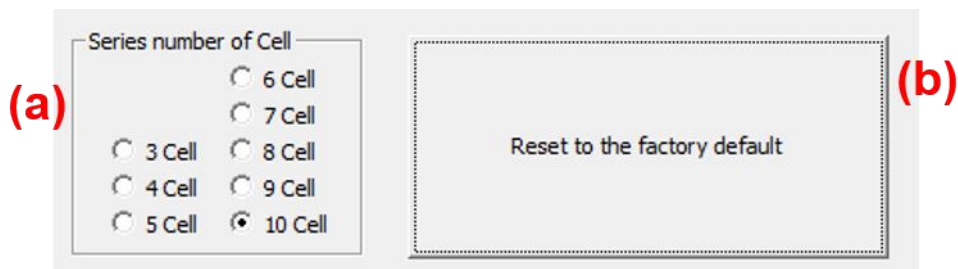 Series number of Cell
(a)
6 Cell
7 Cell
3 Cell
8 Cell
4 Cell
9 Cell
5 Cell
10 Cell
(b)
Reset to the factory default